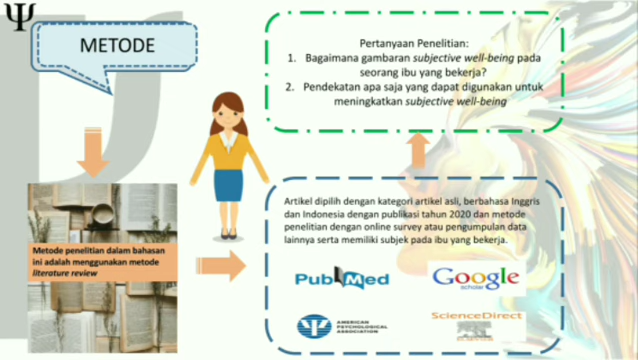 Ψ
METODE
Metode penelitian dalam bahasan
ini adalah menggunakan metode
literature review
Artikel dipilih dengan kategori artikel asli, berbahasa Inggris
dan Indonesia dengan publikasi tahun 2020 dan metode
penelitian dengan online survey atau pengumpulan data
lainnya serta memiliki subjek pada ibu yang bekerja.
PubMed
Google
scholar
AMERICAN
PSYCHOLOGICAL
ASSOCIATION
ScienceDirect
ELSEVIER
Pertanyaan Penelitian:
1. Bagaimana gambaran subjective well-being pada
seorang ibu yang bekerja?
2. Pendekatan apa saja yang dapat digunakan untuk
meningkatkan subjective well-being